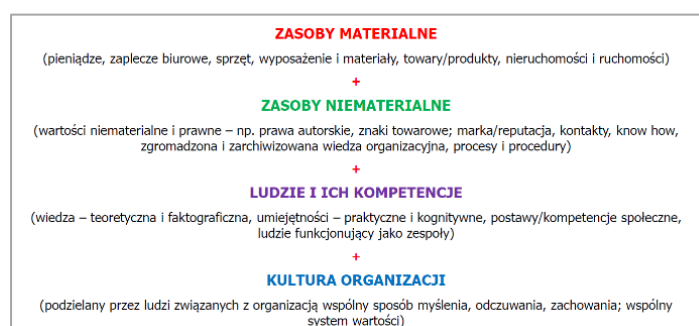 ZASOBY MATERIALNE
(pieniądze, zaplecze biurowe, sprzęt, wyposażenie i materiały, towary/produkty, nieruchomości i ruchomości)
+
ZASOBY NIEMATERIALNE
(wartości niematerialne i prawne – np. prawa autorskie, znaki towarowe; marka/reputacja, kontakty, know how,
zgromadzona i zarchiwizowana wiedza organizacyjna, procesy i procedury)
+
LUDZIE I ICH KOMPETENCJE
(wiedza – teoretyczna i faktograficzna, umiejętności – praktyczne i kognitywne, postawy/kompetencje społeczne,
ludzie funkcjonujący jako zespoły)
+
KULTURA ORGANIZACJI
(podzielany przez ludzi związanych z organizacją wspólny sposób myślenia, odczuwania, zachowania; wspólny
system wartości)